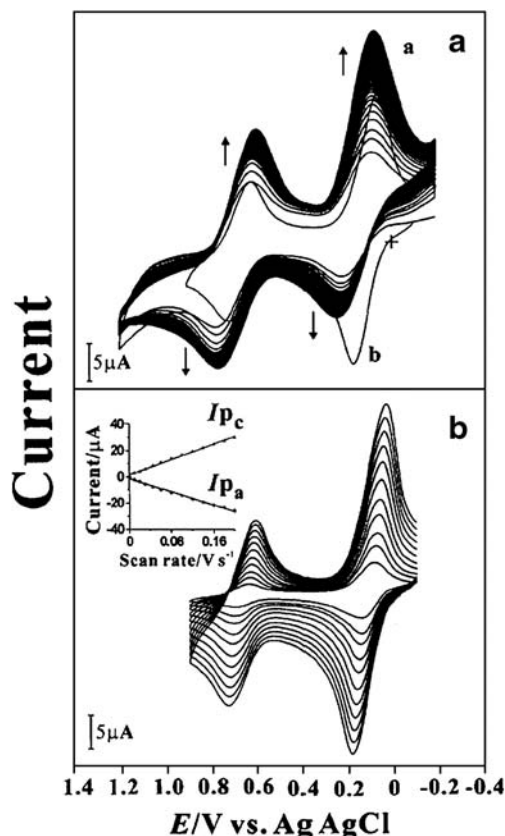 a
a
b
5μA
Current
b
40
20
0
-20
-40
Current/μA
Ipc
Ipa
0 0.08 0.16
Scan rate/V s⁻¹
5μA
1.4 1.2 1.0 0.8 0.6 0.4 0.2 0 -0.2 -0.4
E/V vs. Ag AgCl